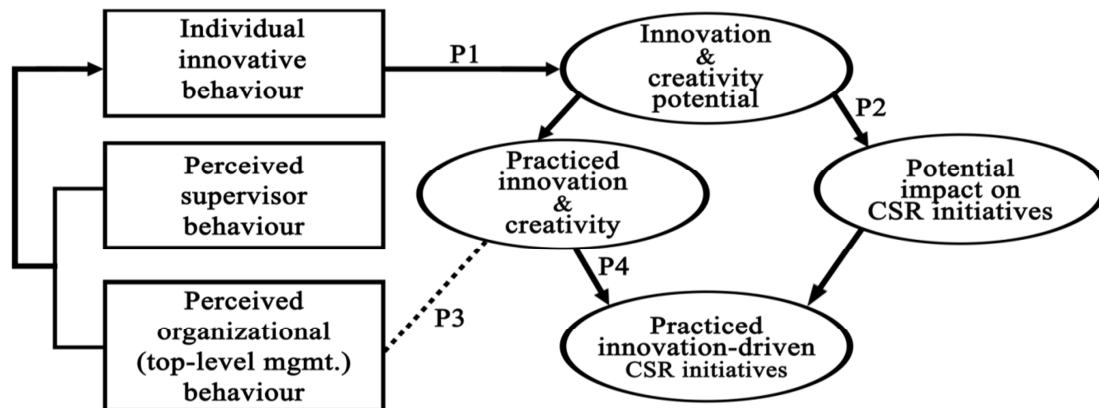 Individual
innovative
behaviour
P1
Innovation
&
creativity
potential
P2
Perceived
supervisor
behaviour
Practiced
innovation
&
creativity
Potential
impact on
CSR initiatives
P4
P3
Perceived
organizational
(top-level mgmt.)
behaviour
Practiced
innovation-driven
CSR initiatives